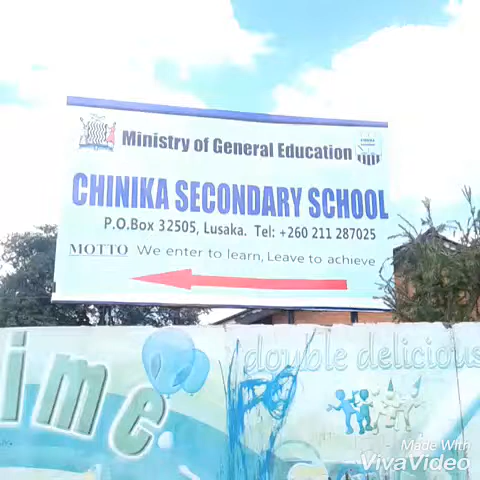 Ministry of General Education
CHINIKA SECONDARY SCHOOL
P.O.Box 32505, Lusaka. Tel: +260 211 287025
MOTTO We enter to learn, Leave to achieve
ime
double delicious
Made With
VivaVideo